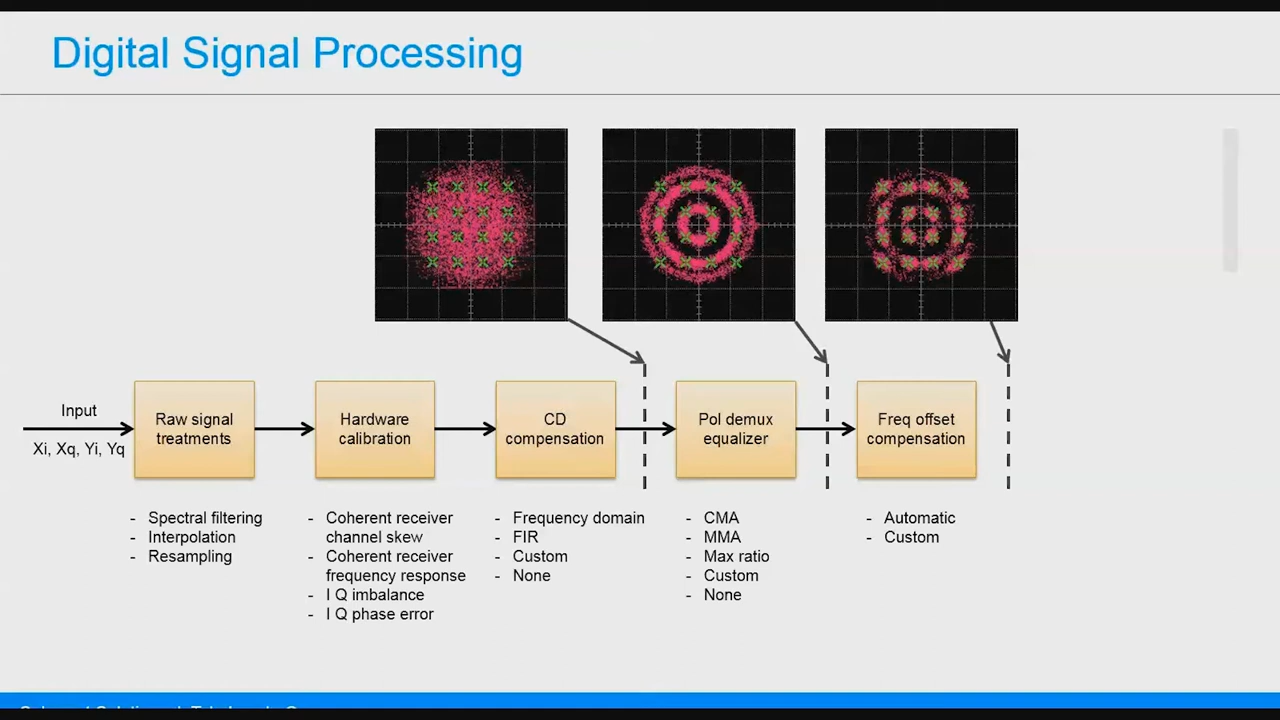 Digital Signal Processing
Input
Xi, Xq, Yi, Yq
Raw signal
treatments
- Spectral filtering
- Interpolation
- Resampling
Hardware
calibration
- Coherent receiver
channel skew
- Coherent receiver
frequency response
- I Q imbalance
- I Q phase error
CD
compensation
- Frequency domain
- FIR
- Custom
- None
Pol demux
equalizer
- CMA
- MMA
- Max ratio
- Custom
- None
Freq offset
compensation
- Automatic
- Custom